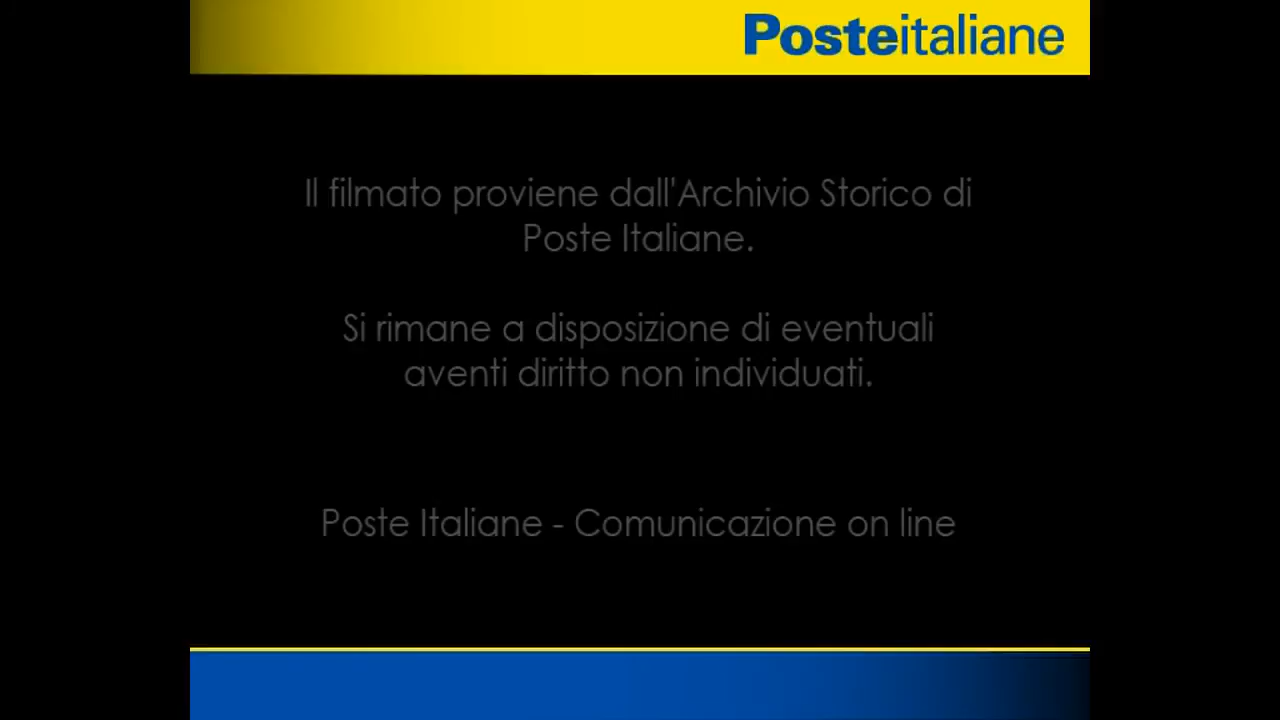 Posteitaliane
Il filmato proviene dall'Archivio Storico di
Poste Italiane.
Si rimane a disposizione di eventuali
aventi diritto non individuati.
Poste Italiane - Comunicazione on line